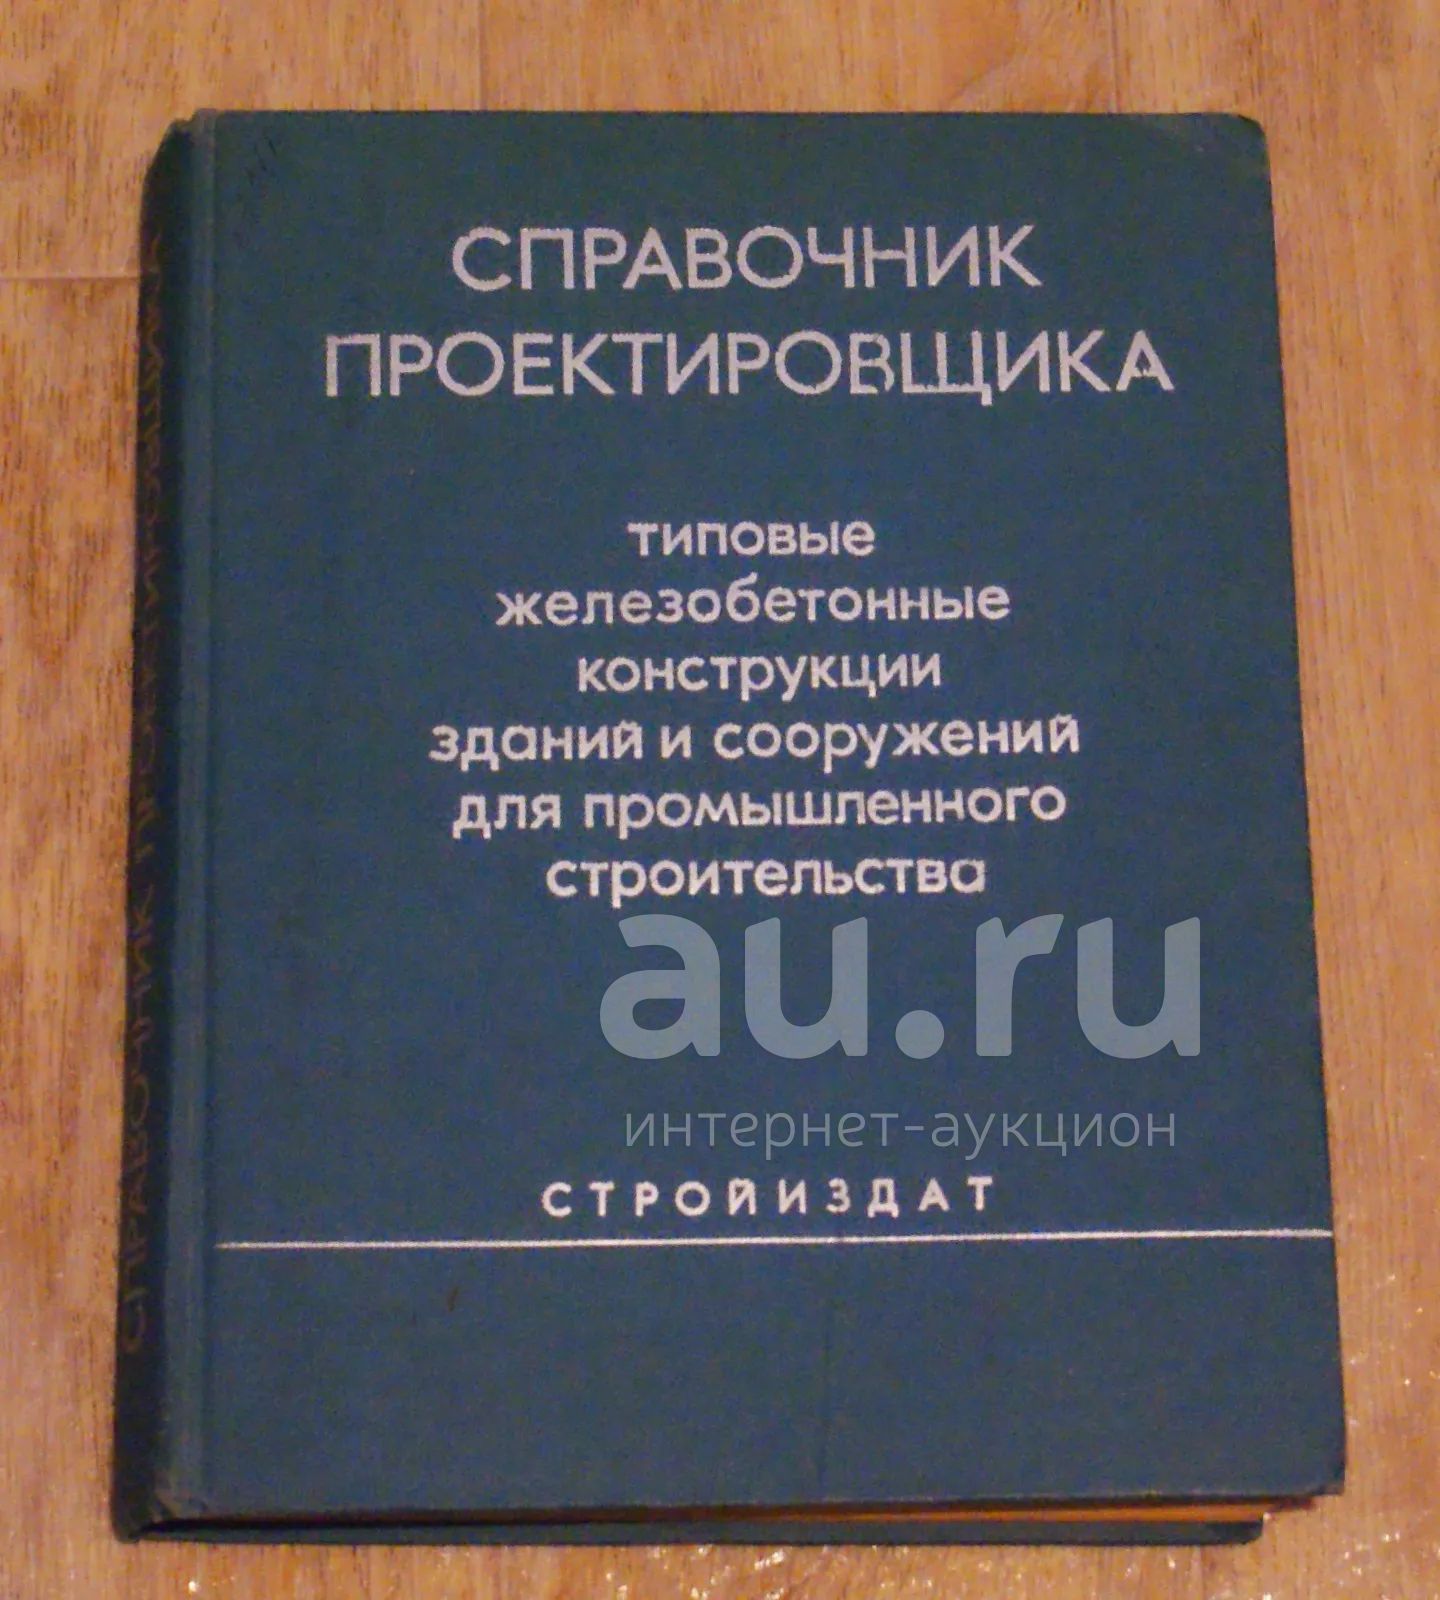 СПРАВОЧНИК
ПРОЕКТИРОВЩИКА
типовые
железобетонные
конструкции
зданий и сооружений
для промышленного
строительства
au.ru
интернет-аукцион
СТРОЙИЗДАТ
СПРАВОЧНИК ПРОЕКТИРОВЩИКА